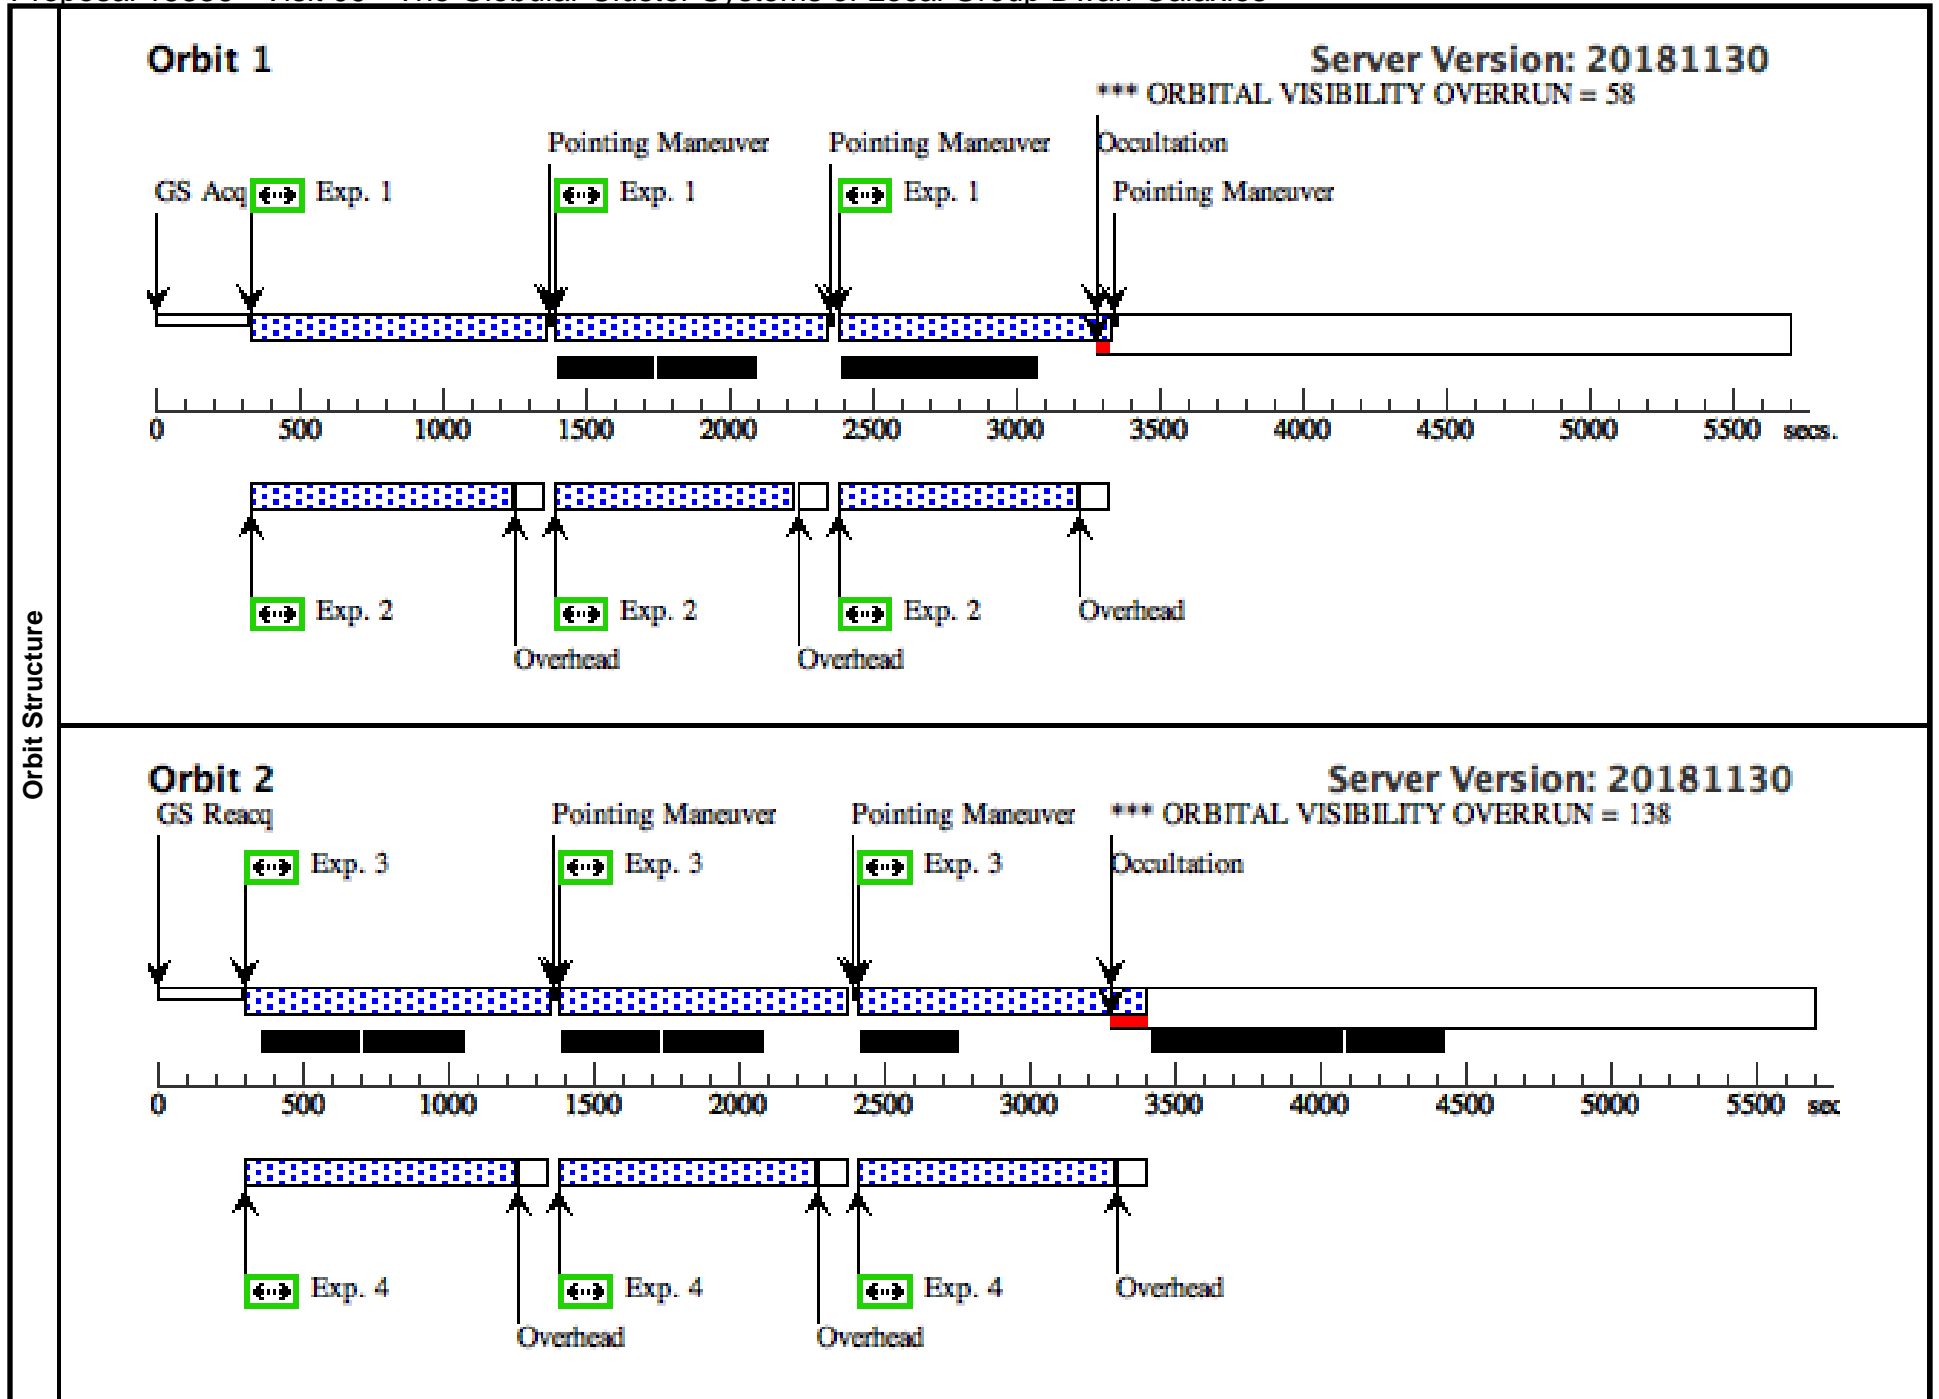 Orbit Structure
Orbit 1
Server Version: 20181130
*** ORBITAL VISIBILITY OVERRUN = 58
Pointing Maneuver
Pointing Maneuver
Occultation
GS Acq
Exp. 1
Exp. 1
Exp. 1
Pointing Maneuver
0 500 1000 1500 2000 2500 3000 3500 4000 4500 5000 5500 secs.
Exp. 2
Exp. 2
Exp. 2
Overhead
Overhead
Overhead
Orbit 2
Server Version: 20181130
GS Reacq
Pointing Maneuver
Pointing Maneuver
*** ORBITAL VISIBILITY OVERRUN = 138
Exp. 3
Exp. 3
Exp. 3
Occultation
0 500 1000 1500 2000 2500 3000 3500 4000 4500 5000 5500 sec
Exp. 4
Exp. 4
Exp. 4
Overhead
Overhead
Overhead